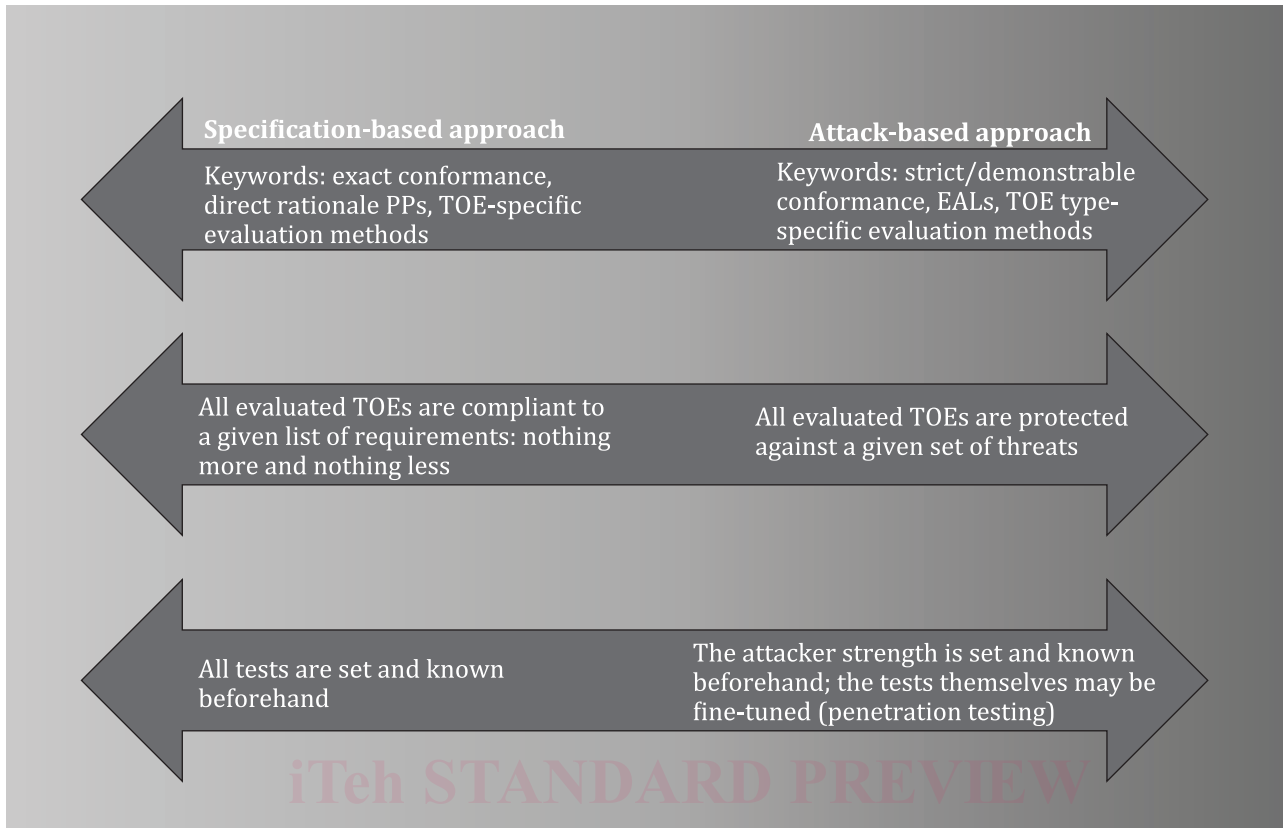 Specification-based approach
Keywords: exact conformance,
direct rationale PPs, TOE-specific
evaluation methods
Attack-based approach
Keywords: strict/demonstrable
conformance, EALs, TOE type-
specific evaluation methods
All evaluated TOEs are compliant to
a given list of requirements: nothing
more and nothing less
All evaluated TOEs are protected
against a given set of threats
All tests are set and known
beforehand
The attacker strength is set and known
beforehand; the tests themselves may be
fine-tuned (penetration testing)
iTeh STANDARD PREVIEW